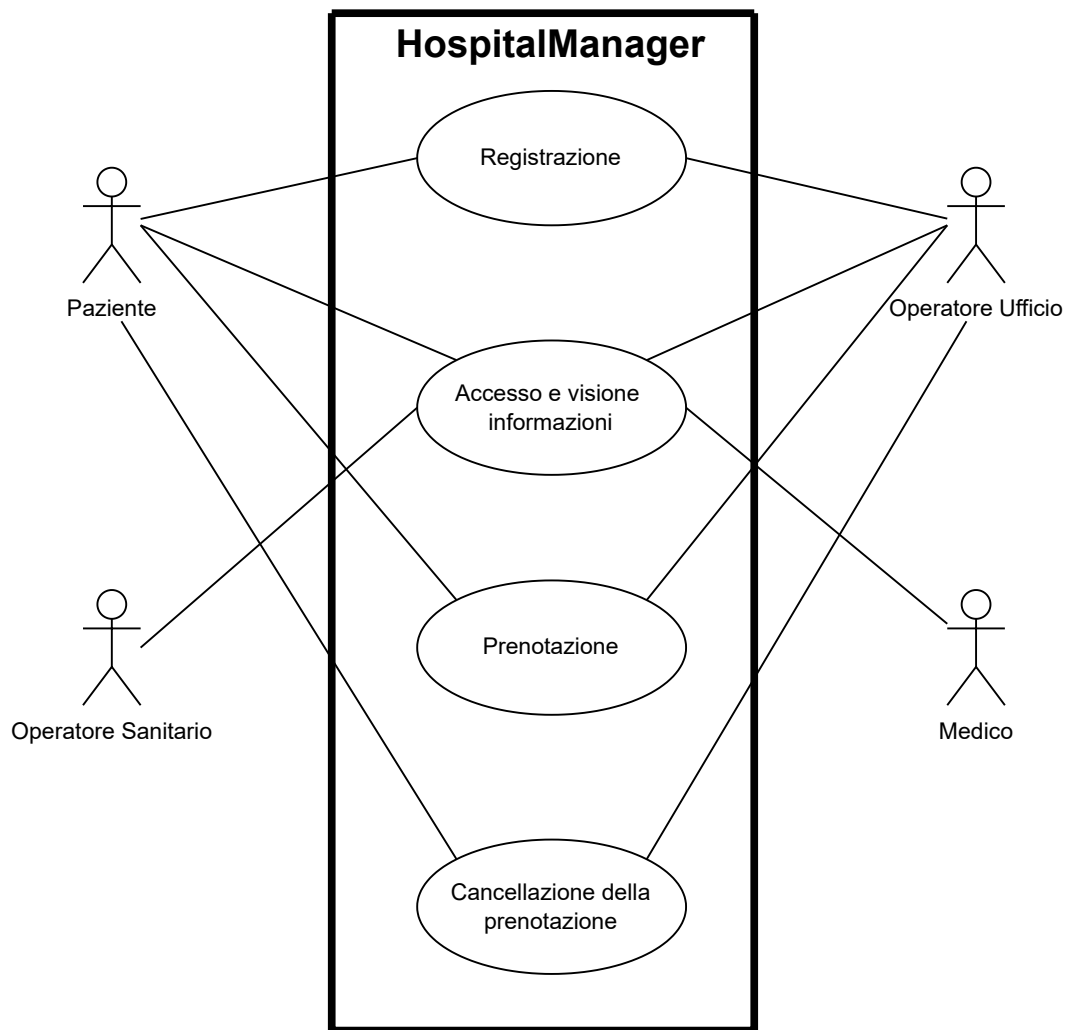 HospitalManager
Registrazione
Paziente
Operatore Ufficio
Accesso e visione
informazioni
Prenotazione
Operatore Sanitario
Medico
Cancellazione della
prenotazione